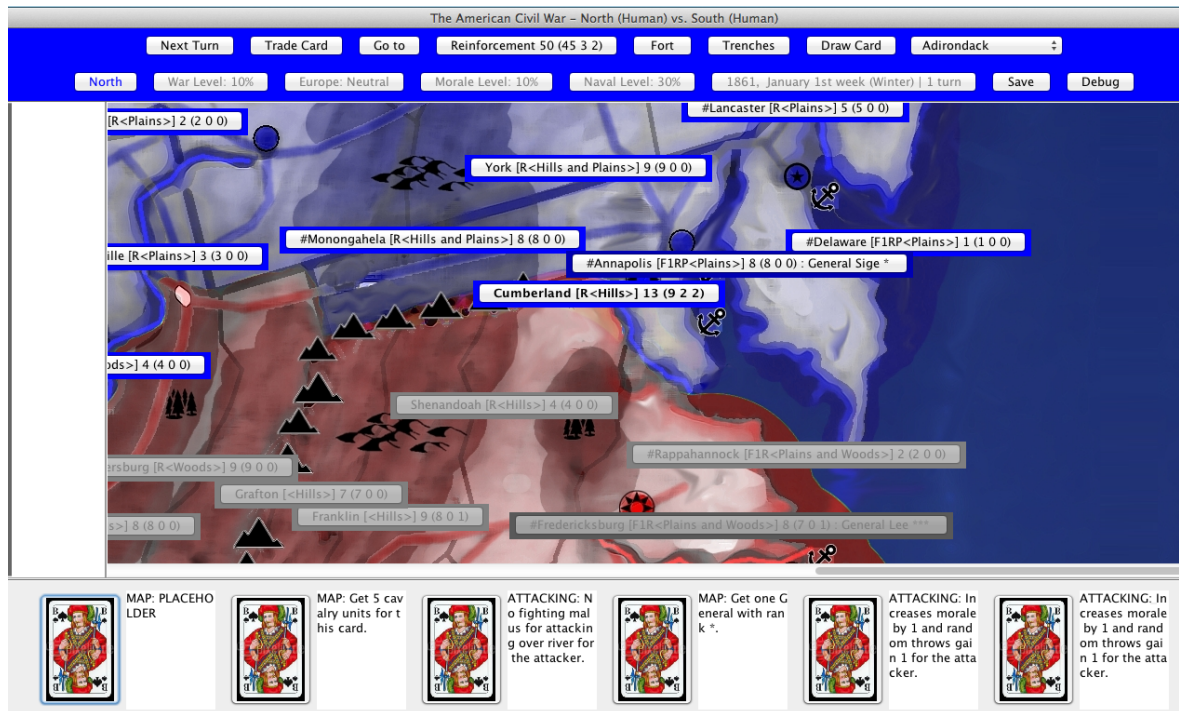 The American Civil War – North (Human) vs. South (Human)
Next Turn Trade Card Go to Reinforcement 50 (45 3 2) Fort Trenches Draw Card Adirondack
North War Level: 10% Europe: Neutral Morale Level: 10% Naval Level: 30% 1861, January 1st week (Winter) | 1 turn Save Debug
#Lancaster [R<Plains>] 5 (5 0 0)
[R<Plains>] 2 (2 0 0)
York [R<Hills and Plains>] 9 (9 0 0)
#Monongahela [R<Hills and Plains>] 8 (8 0 0)
#Delaware [F1RP<Plains>] 1 (1 0 0)
ille [R<Plains>] 3 (3 0 0)
#Annapolis [F1RP<Plains>] 8 (8 0 0) : General Sige *
Cumberland [R<Hills>] 13 (9 2 2)
ods>] 4 (4 0 0)
Shenandoah [R<Hills>] 4 (4 0 0)
#Rappahannock [F1R<Plains and Woods>] 2 (2 0 0)
ersburg [R<Woods>] 9 (9 0 0)
Grafton [<Hills>] 7 (7 0 0)
Franklin [<Hills>] 9 (8 0 1)
s>] 8 (8 0 0)
#Fredericksburg [F1R<Plains and Woods>] 8 (7 0 1) : General Lee ***
MAP: PLACEHO
LDER
MAP: Get 5 cav
alry units for t
his card.
ATTACKING: N
o fighting mal
us for attackin
g over river for
the attacker.
MAP: Get one G
eneral with ran
k *.
ATTACKING: In
creases morale
by 1 and rand
om throws gai
n 1 for the atta
cker.
ATTACKING: In
creases morale
by 1 and rand
om throws gai
n 1 for the atta
cker.